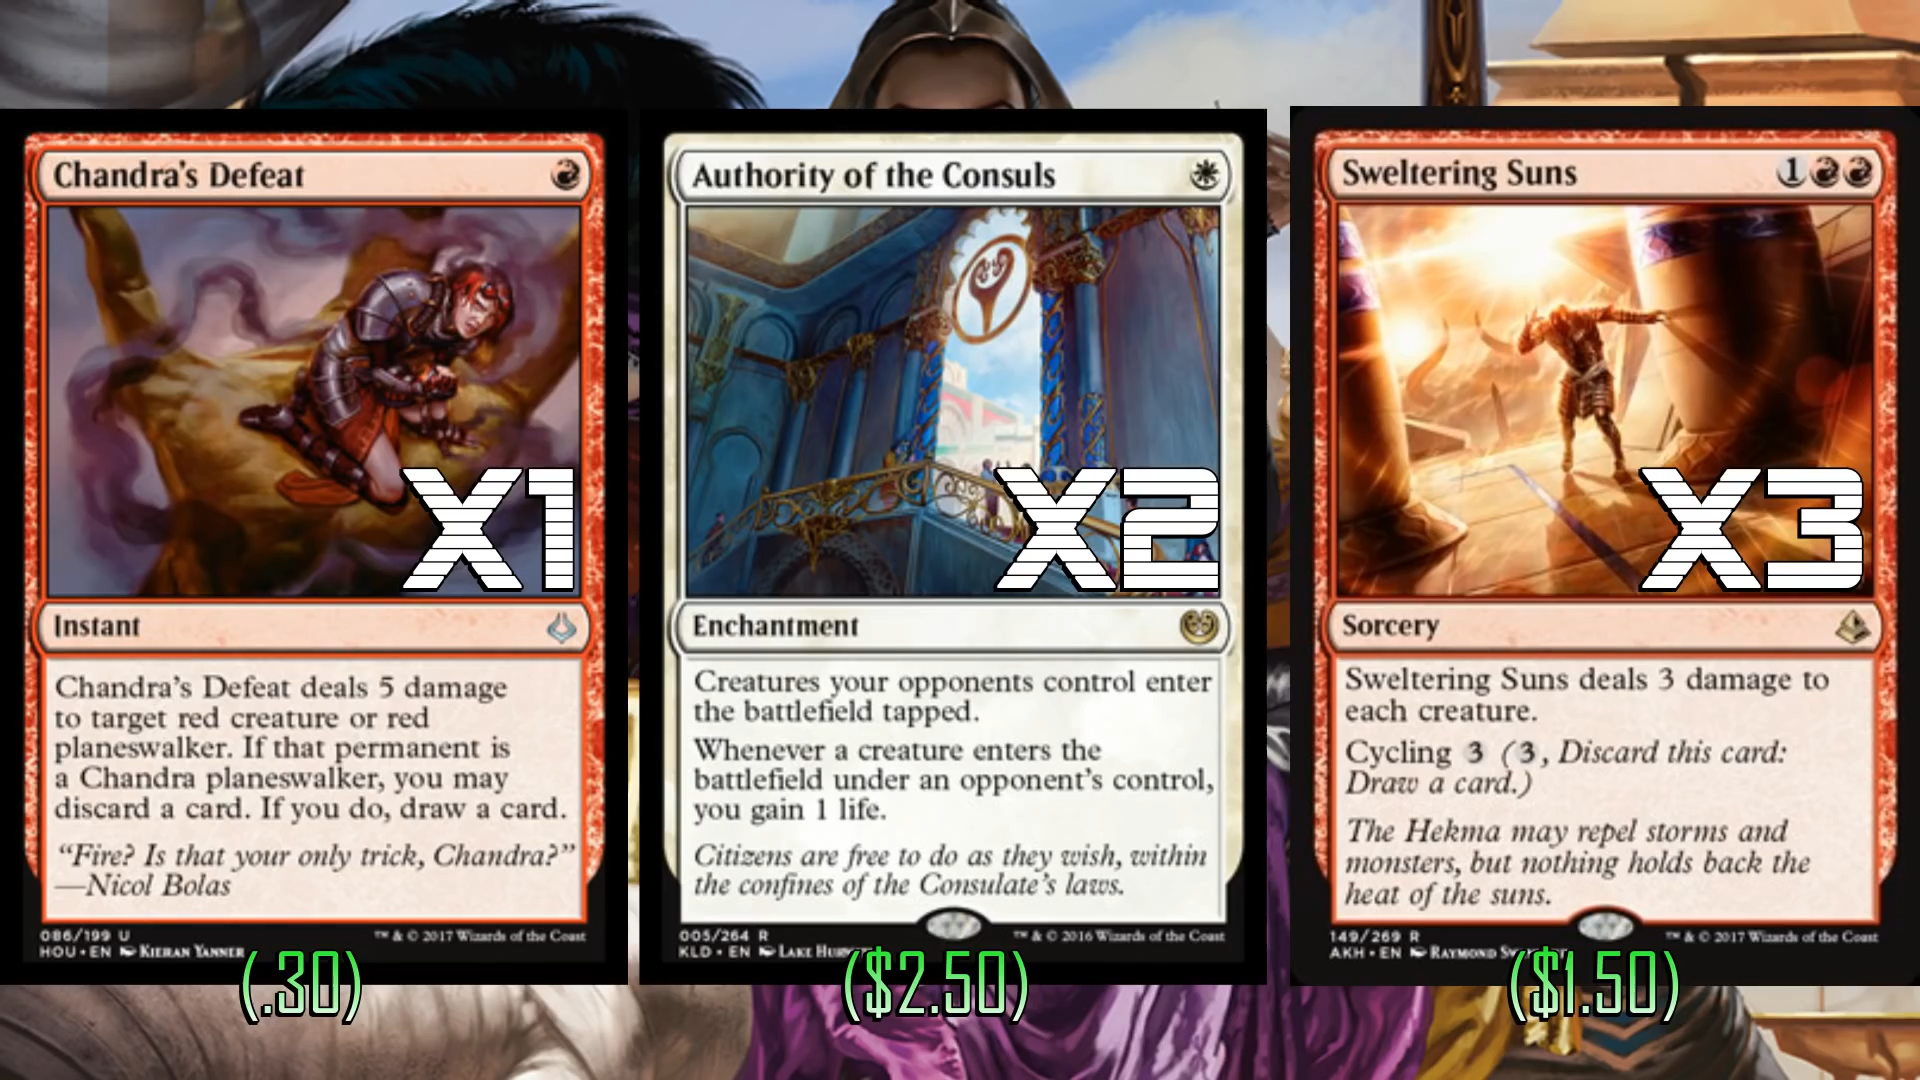 Chandra's Defeat
X1
Instant
Chandra's Defeat deals 5 damage
to target red creature or red
planeswalker. If that permanent is
a Chandra planeswalker, you may
discard a card. If you do, draw a card.
“Fire? Is that your only trick, Chandra?”
—Nicol Bolas
086/199 U
™ & © 2017 Wizards of the Coast
HOU • EN KIERAN YANNER
(.30)
Authority of the Consuls
X2
Enchantment
Creatures your opponents control enter
the battlefield tapped.
Whenever a creature enters the
battlefield under an opponent's control,
you gain 1 life.
Citizens are free to do as they wish, within
the confines of the Consulate's laws.
005/264 R
™ & © 2016 Wizards of the Coast
KLD • EN LAKE
($2.50)
Sweltering Suns
1
X3
Sorcery
Sweltering Suns deals 3 damage to
each creature.
Cycling 3 (3, Discard this card:
Draw a card.)
The Hekma may repel storms and
monsters, but nothing holds back the
heat of the suns.
149/269 R
™ & © 2017 Wizards of the Coast
AKH • EN RAYMOND
($1.50)